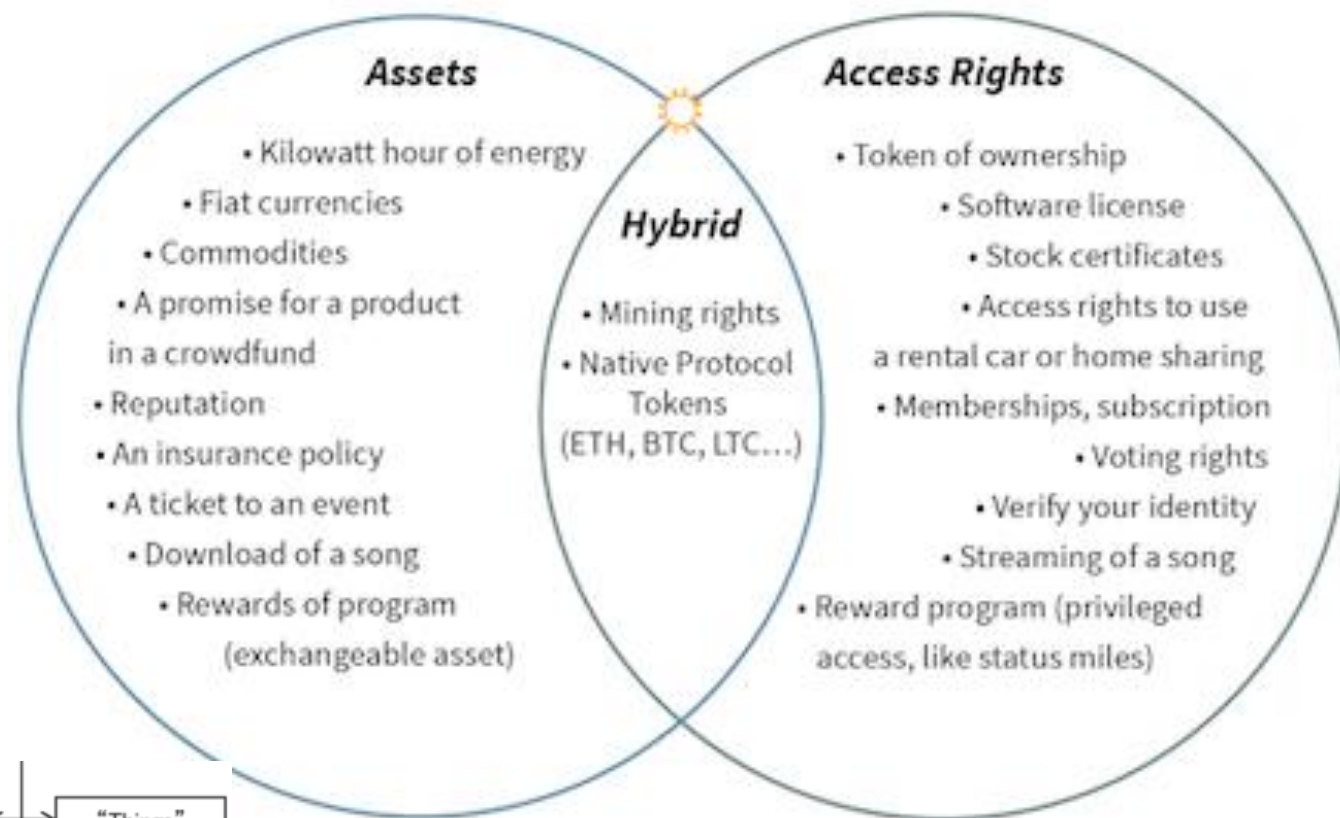 Assets
• Kilowatt hour of energy
• Fiat currencies
• Commodities
• A promise for a product
in a crowdfund
• Reputation
• An insurance policy
• A ticket to an event
• Download of a song
• Rewards of program
(exchangeable asset)
Hybrid
• Mining rights
• Native Protocol
Tokens
(ETH, BTC, LTC...)
Access Rights
• Token of ownership
• Software license
• Stock certificates
• Access rights to use
a rental car or home sharing
• Memberships, subscription
• Voting rights
• Verify your identity
• Streaming of a song
• Reward program (privileged
access, like status miles)